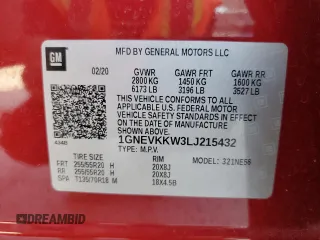 GM
MFD BY GENERAL MOTORS LLC
02/20 GVWR GAWR FRT GAWR RR
2800 KG 1450 KG 1600 KG
6173 LB 3196 LB 3527 LB
THIS VEHICLE CONFORMS TO ALL APPLICABLE
U.S. FEDERAL MOTOR VEHICLE SAFETY
STANDARDS IN EFFECT ON THE DATE OF
MANUFACTURE SHOWN ABOVE.
1GNEVKKW3LJ215432
TYPE: M.P.V. MODEL:
TIRE SIZE RIM
FRT 255/55R20 H 20X8J
RR 255/55R20 H 20X8J
SPA T135/70R18 M 18X4.5B
DREAMBID